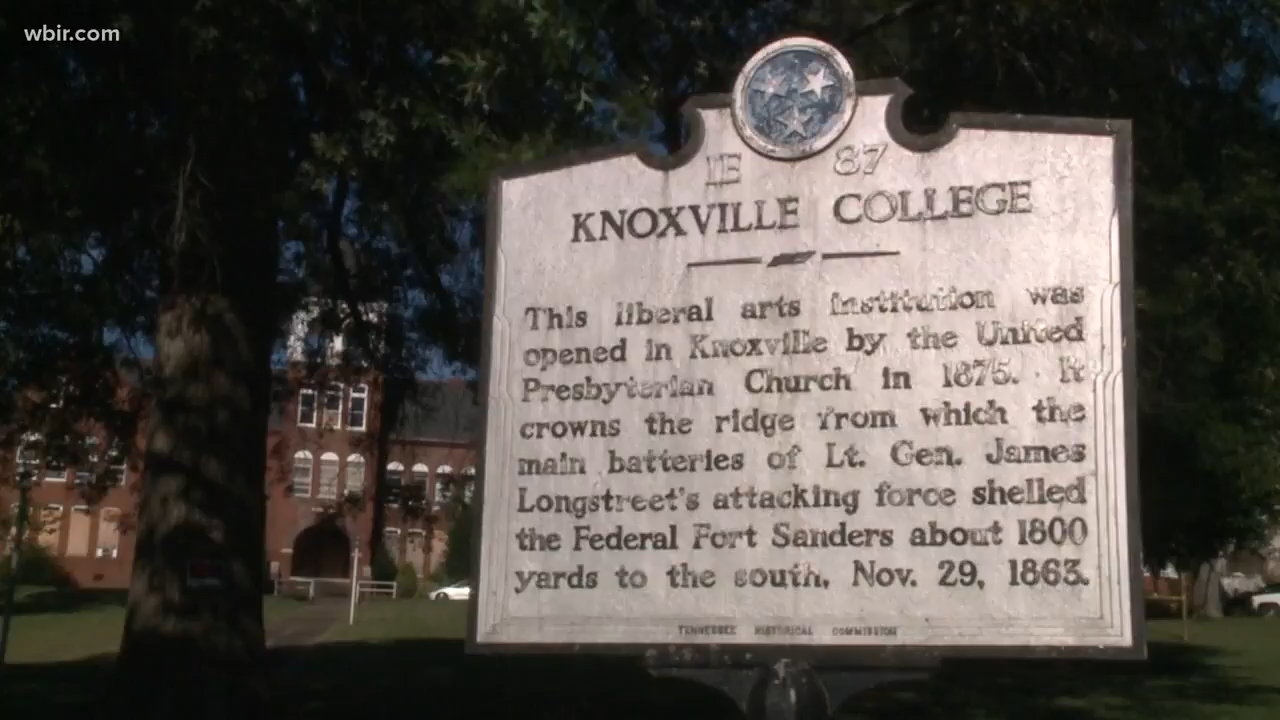 wbir.com
1E 87
KNOXVILLE COLLEGE
This liberal arts institution was
opened in Knoxville by the United
Presbyterian Church in 1875. It
crowns the ridge from which the
main batteries of Lt. Gen. James
Longstreet's attacking force shelled
the Federal Fort Sanders about 1800
yards to the south, Nov. 29, 1863.
TENNESSEE HISTORICAL COMMISSION